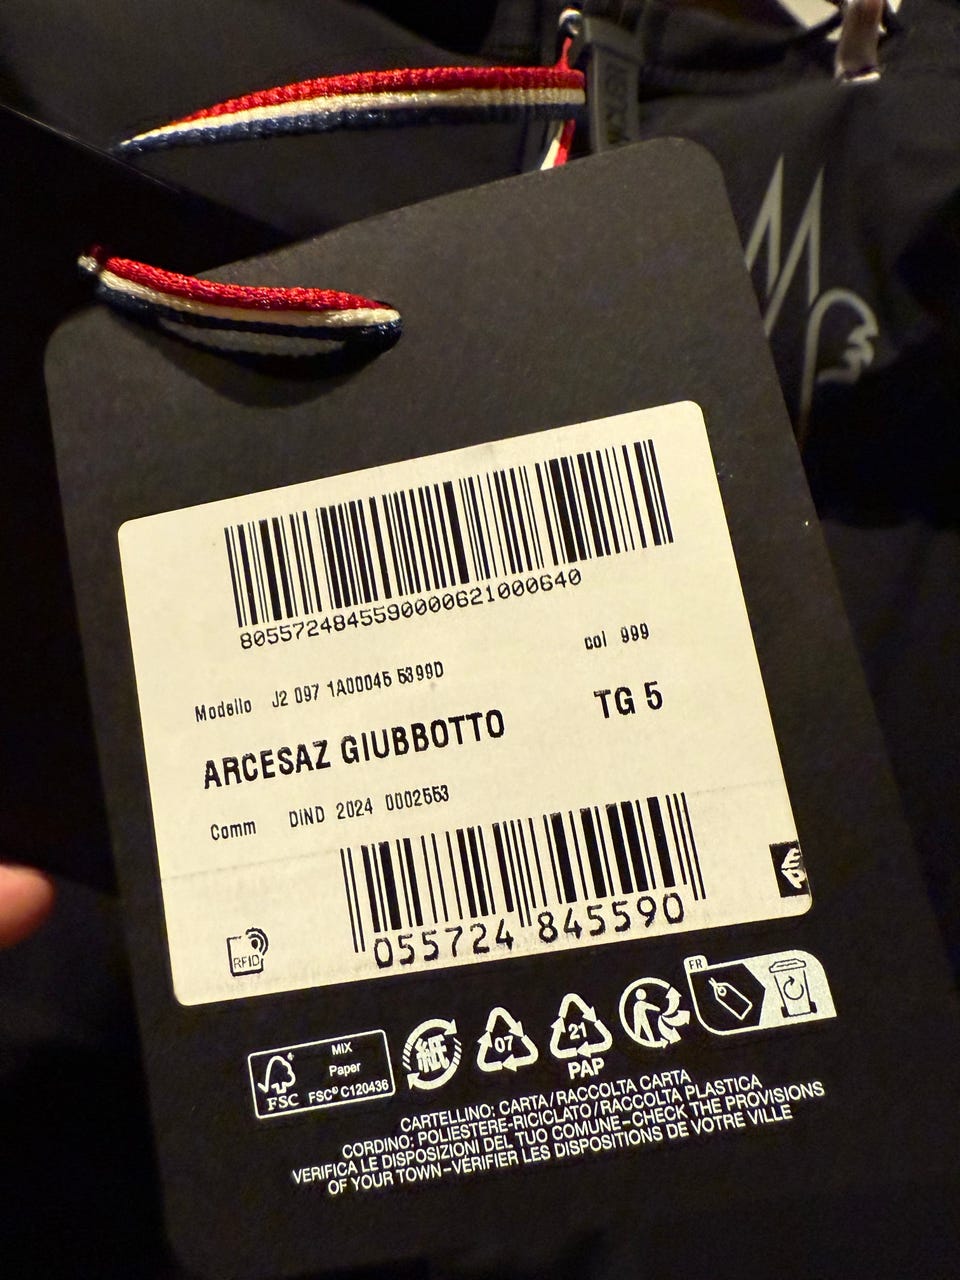 8055724845590000621000640
col 999
Modello J2 097 1A00045 5399D
ARCESAZ GIUBBOTTO TG 5
Comm DIND 2024 0002553
055724 845590
RFID
FR
MIX
Paper
FSC
FSC® C120436
07
21
PAP
CARTELLINO: CARTA/RACCOLTA CARTA
CORDINO: POLIESTERE-RICICLATO/RACCOLTA PLASTICA
VERIFICA LE DISPOSIZIONI DEL TUO COMUNE-CHECK THE PROVISIONS
OF YOUR TOWN-VÉRIFIER LES DISPOSITIONS DE VOTRE VILLE